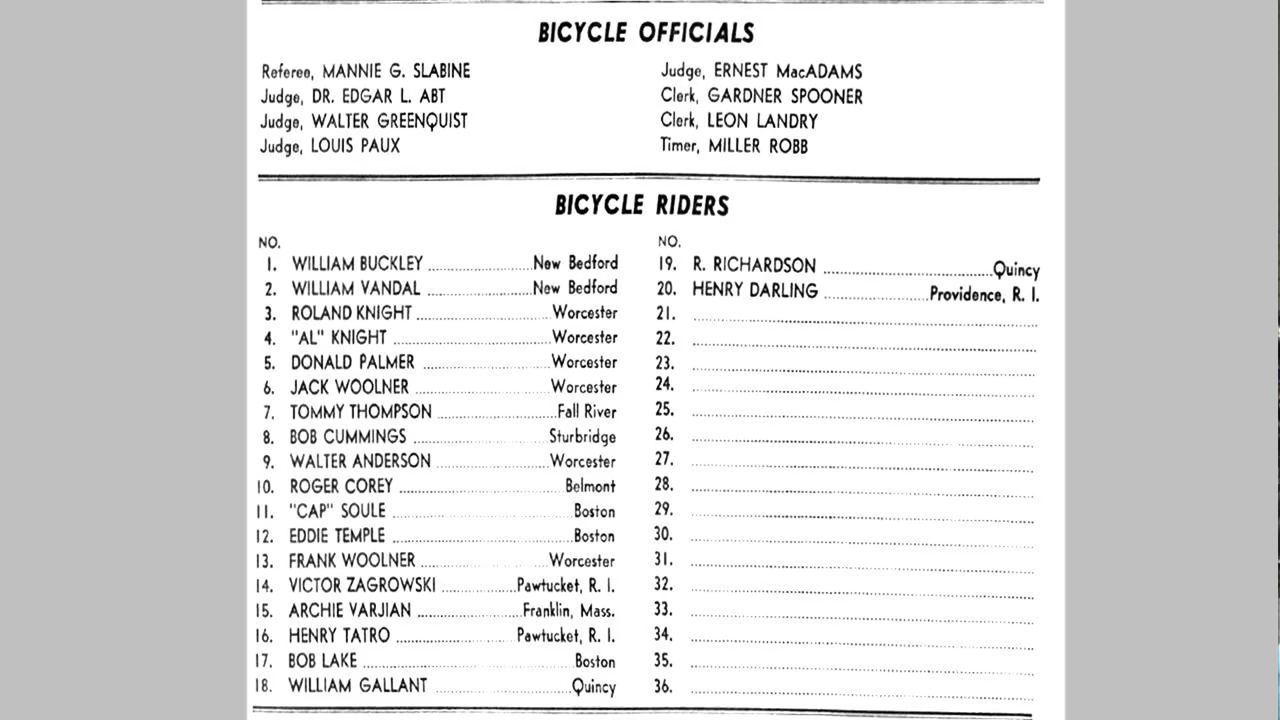 BICYCLE OFFICIALS
Referee, MANNIE G. SLABINE
Judge, DR. EDGAR L. ABT
Judge, WALTER GREENQUIST
Judge, LOUIS PAUX
Judge, ERNEST MacADAMS
Clerk, GARDNER SPOONER
Clerk, LEON LANDRY
Timer, MILLER ROBB
BICYCLE RIDERS
NO.
1. WILLIAM BUCKLEY ........................ New Bedford
2. WILLIAM VANDAL ........................ New Bedford
3. ROLAND KNIGHT ........................ Worcester
4. "AL" KNIGHT ........................ Worcester
5. DONALD PALMER ........................ Worcester
6. JACK WOOLNER ........................ Worcester
7. TOMMY THOMPSON ........................ Fall River
8. BOB CUMMINGS ........................ Sturbridge
9. WALTER ANDERSON ........................ Worcester
10. ROGER COREY ........................ Belmont
11. "CAP" SOULE ........................ Boston
12. EDDIE TEMPLE ........................ Boston
13. FRANK WOOLNER ........................ Worcester
14. VICTOR ZAGROWSKI ........................ Pawtucket, R. I.
15. ARCHIE VARJIAN ........................ Franklin, Mass.
16. HENRY TATRO ........................ Pawtucket, R. I.
17. BOB LAKE ........................ Boston
18. WILLIAM GALLANT ........................ Quincy
NO.
19. R. RICHARDSON ........................ Quincy
20. HENRY DARLING ........................ Providence, R. I.
21. ........................
22. ........................
23. ........................
24. ........................
25. ........................
26. ........................
27. ........................
28. ........................
29. ........................
30. ........................
31. ........................
32. ........................
33. ........................
34. ........................
35. ........................
36. ........................